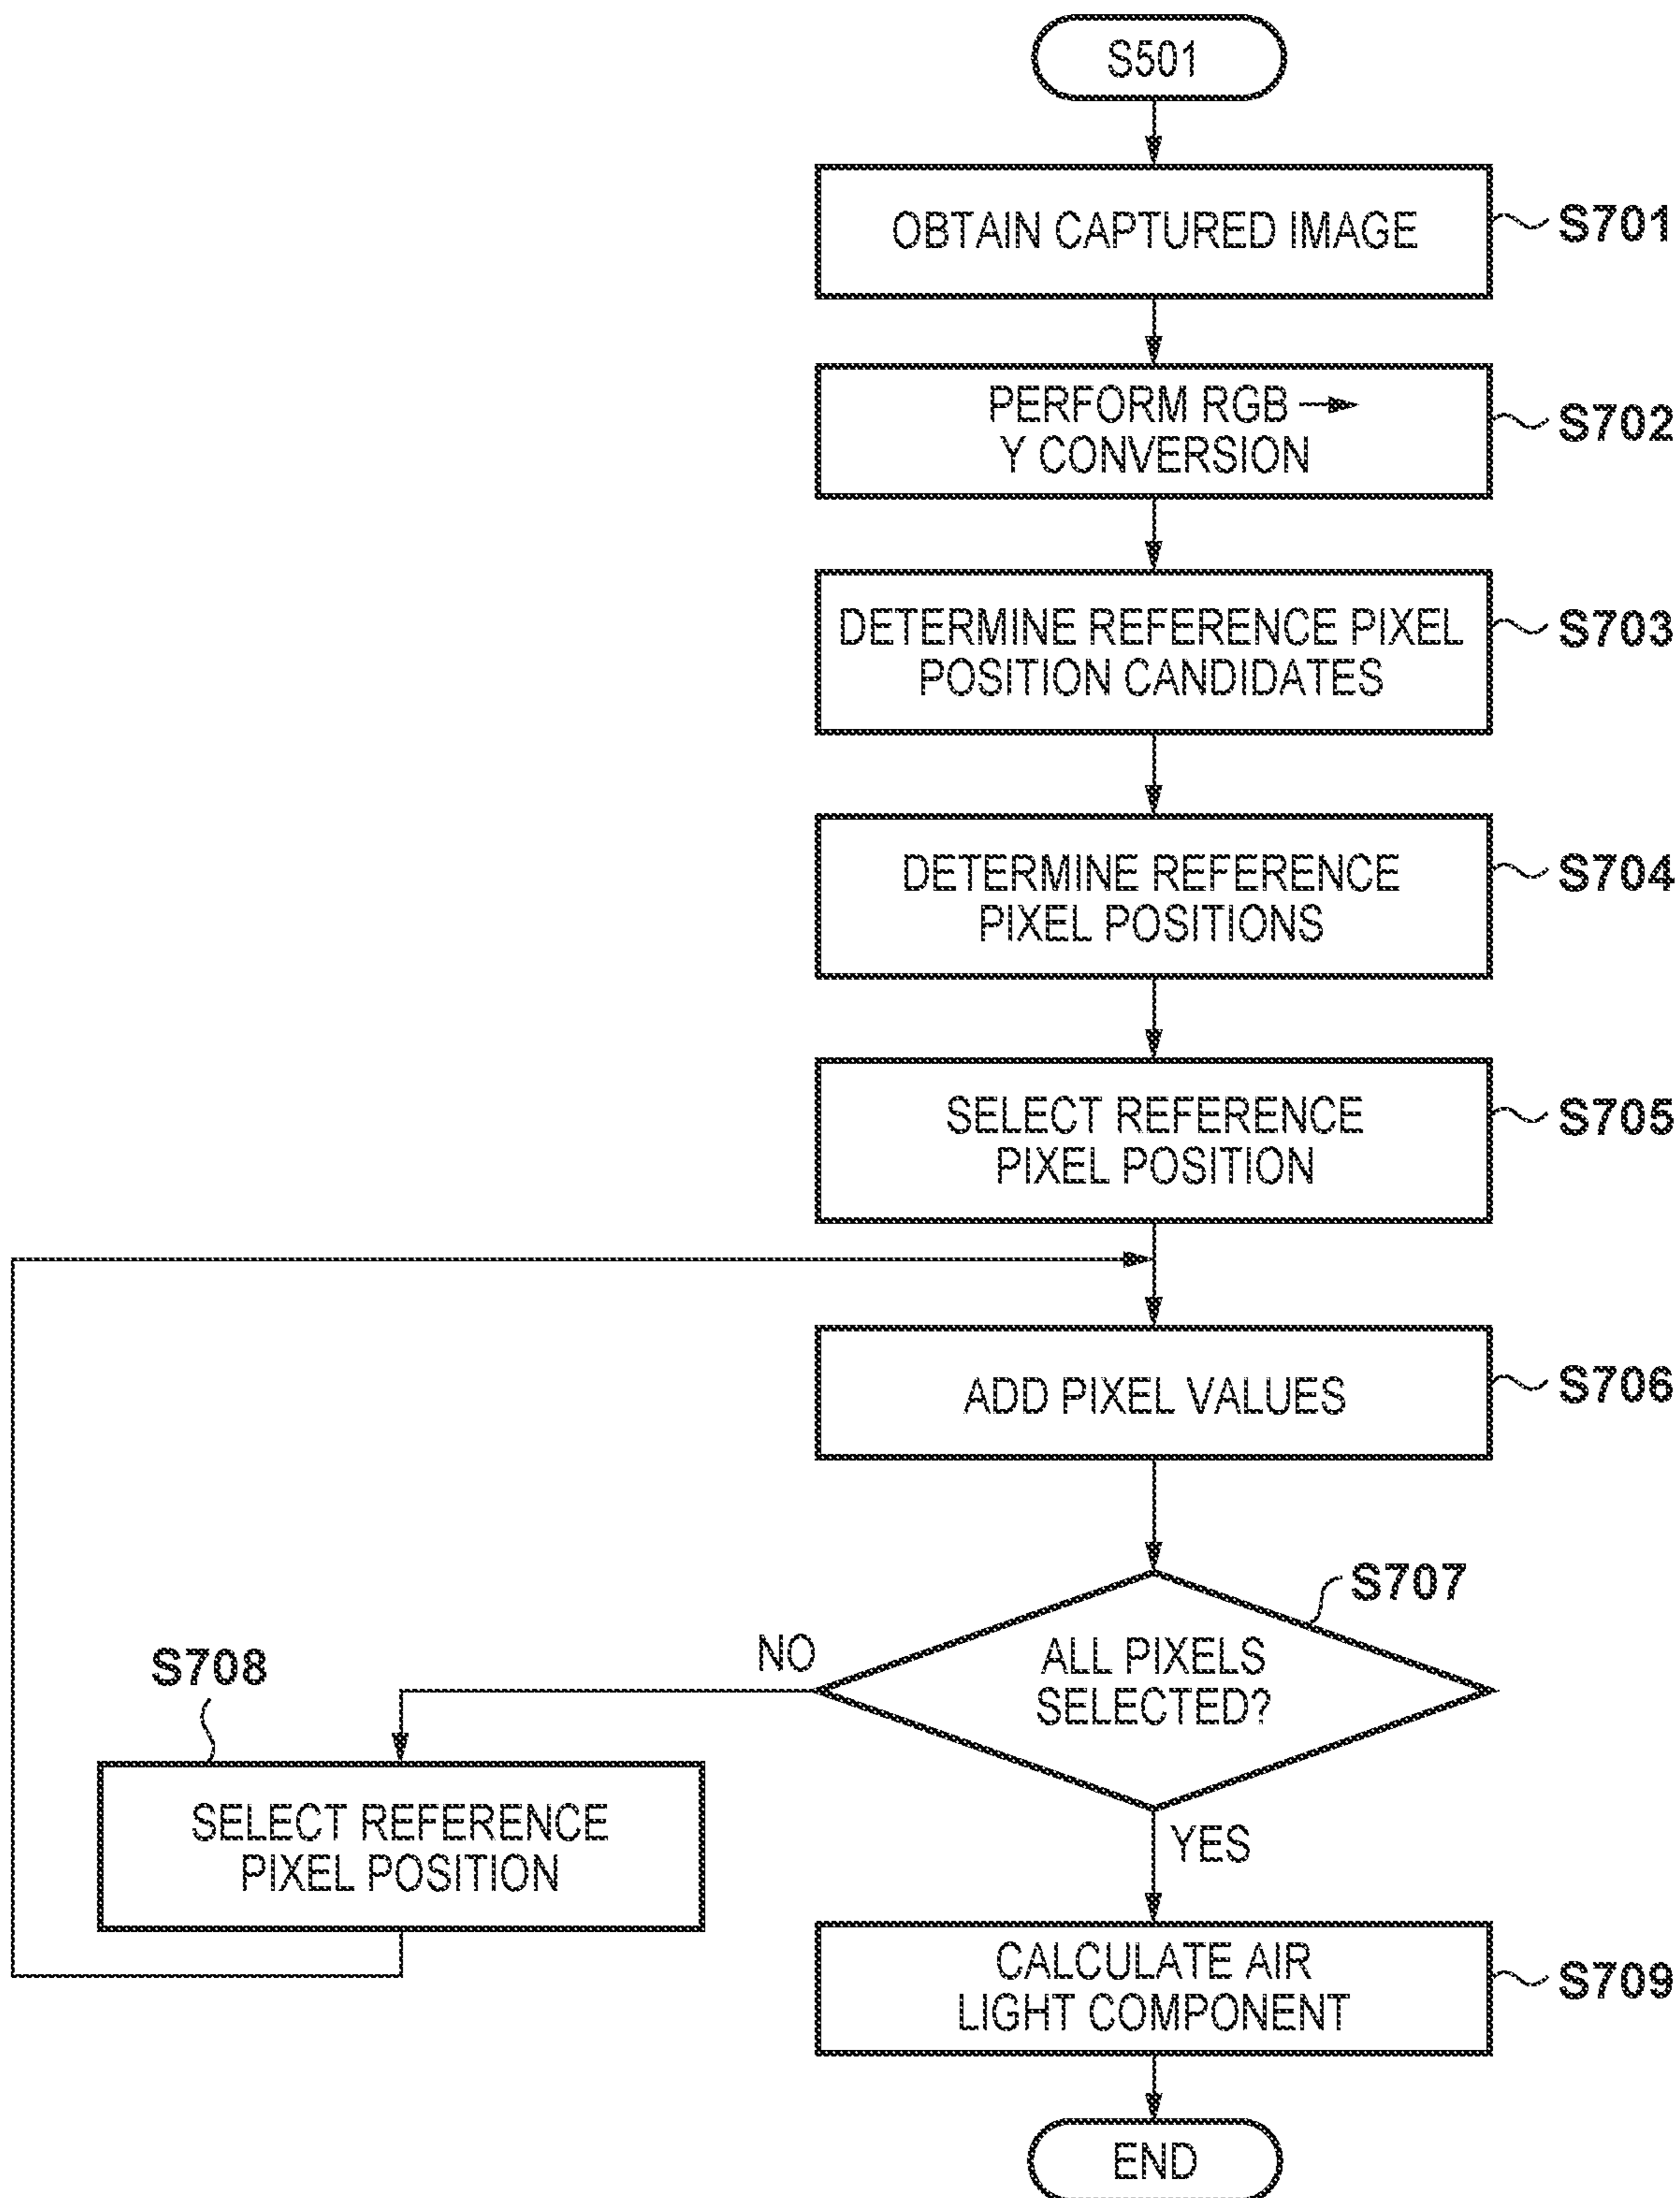 S501
OBTAIN CAPTURED IMAGE
S701
PERFORM RGB →
Y CONVERSION
S702
DETERMINE REFERENCE PIXEL
POSITION CANDIDATES
S703
DETERMINE REFERENCE
PIXEL POSITIONS
S704
SELECT REFERENCE
PIXEL POSITION
S705
ADD PIXEL VALUES
S706
S707
ALL PIXELS
SELECTED?
NO
S708
SELECT REFERENCE
PIXEL POSITION
YES
CALCULATE AIR
LIGHT COMPONENT
S709
END